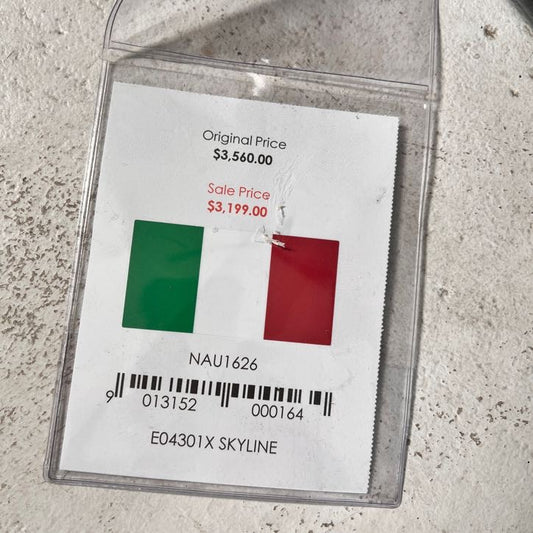 Original Price
$3,560.00
Sale Price
$3,199.00
NAU1626
9 013152 000164
E04301X SKYLINE